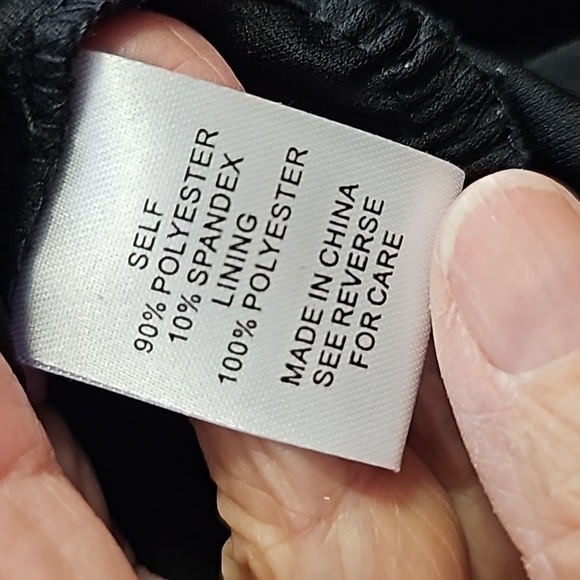 SELF
90% POLYESTER
10% SPANDEX
LINING
100% POLYESTER
MADE IN CHINA
SEE REVERSE
FOR CARE